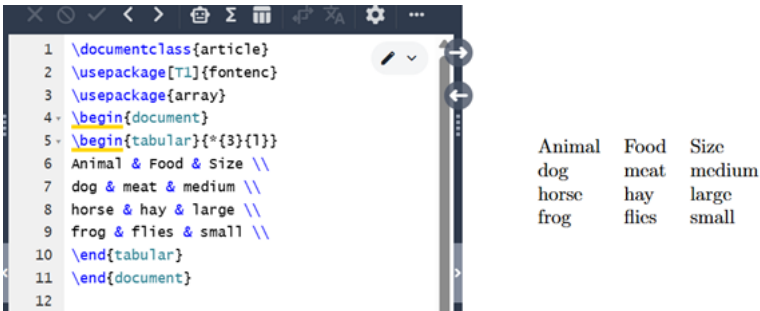 1 \documentclass{article}
2 \usepackage[T1]{fontenc}
3 \usepackage{array}
4 \begin{document}
5 \begin{tabular}{*{3}{l}}
6 Animal & Food & Size \\
7 dog & meat & medium \\
8 horse & hay & large \\
9 frog & flies & small \\
10 \end{tabular}
11 \end{document}
12
Animal Food Size
dog meat medium
horse hay large
frog flies small